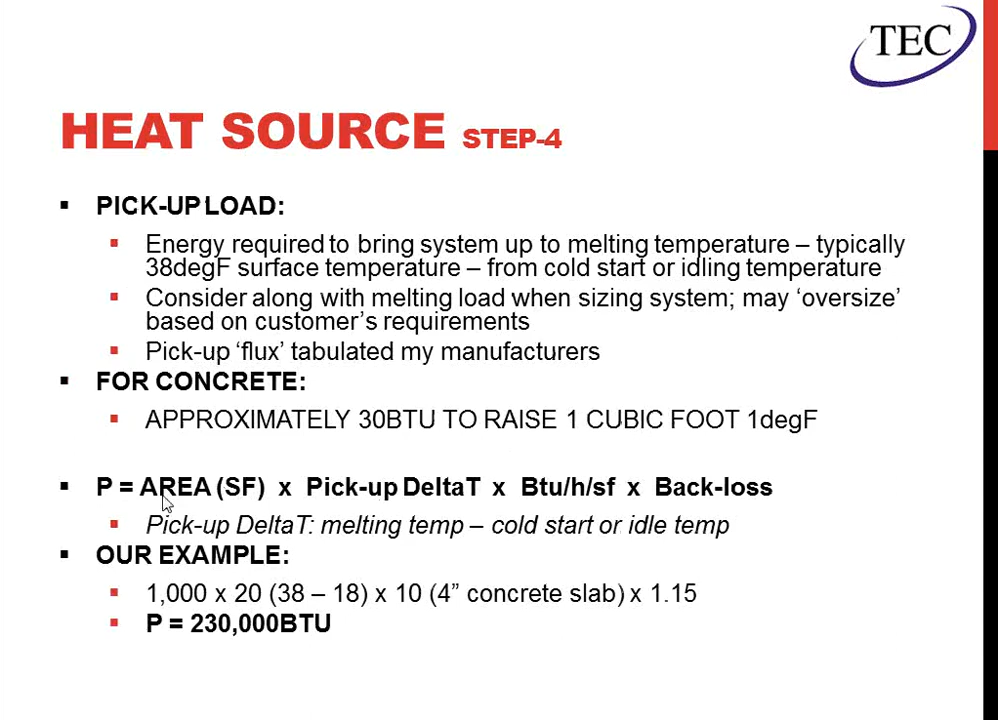 TEC
HEAT SOURCE STEP-4
PICK-UP LOAD:
Energy required to bring system up to melting temperature – typically
38degF surface temperature – from cold start or idling temperature
Consider along with melting load when sizing system; may ‘oversize’
based on customer’s requirements
Pick-up ‘flux’ tabulated my manufacturers
FOR CONCRETE:
APPROXIMATELY 30BTU TO RAISE 1 CUBIC FOOT 1degF
P = AREA (SF) x Pick-up DeltaT x Btu/h/sf x Back-loss
Pick-up DeltaT: melting temp – cold start or idle temp
OUR EXAMPLE:
1,000 x 20 (38 – 18) x 10 (4” concrete slab) x 1.15
P = 230,000BTU